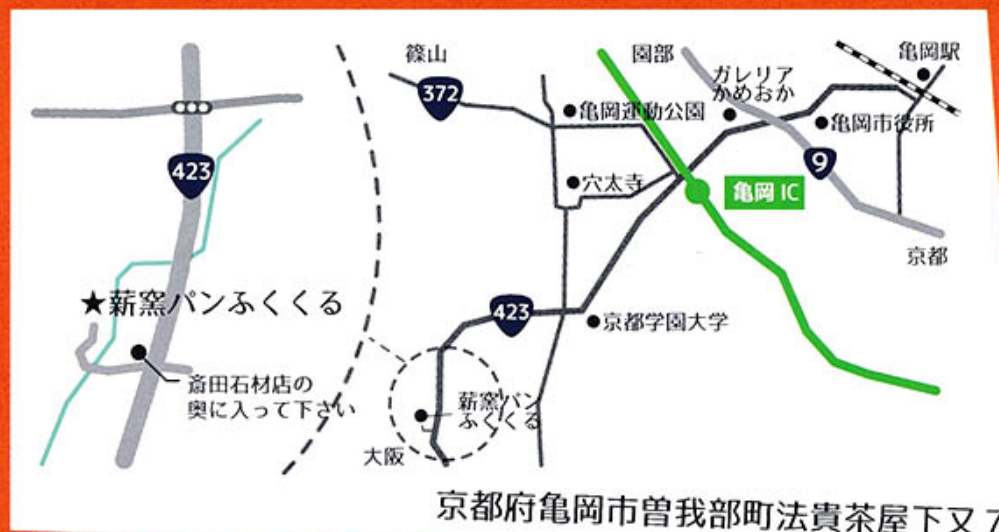 篠山
園部
亀岡駅
372
ガレリア
かめおか
亀岡運動公園
亀岡市役所
423
9
穴太寺
亀岡 IC
京都
★薪窯パンふくくる
423
京都学園大学
斎田石材店の
奥に入って下さい
薪窯パン
ふくくる
大阪
京都府亀岡市曽我部町法貴茶屋下又